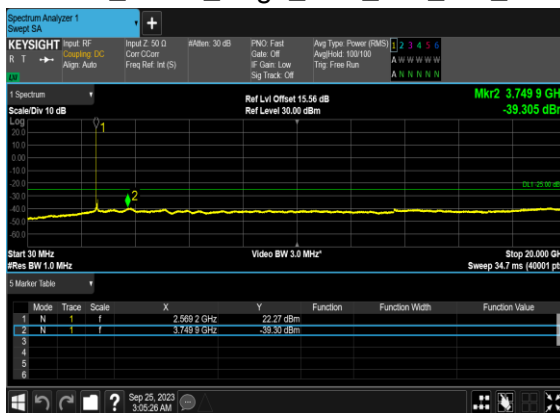 Spectrum Analyzer 1
Swept SA
+
KEYSIGHT Input: RF Input Z: 50 Ω #Atten: 30 dB PNO: Fast Avg Type: Power (RMS) 1 2 3 4 5 6
R T Coupling: DC Corr CCorr Gate: Off Avg|Hold: 100/100 A W W W W W
Align: Auto Freq Ref: Int (S) IF Gain: Low Trig: Free Run A N N N N N
LU Sig Track: Off
1 Spectrum Ref Lvl Offset 15.56 dB Mkr2 3.749 9 GH
Scale/Div 10 dB Ref Level 30.00 dBm -39.305 dBr
Log
20.0
10.0
0.00
-10.0
-20.0
-30.0
-40.0
-50.0
-60.0
1
2
DL1 -25.00 dB
Start 30 MHz Video BW 3.0 MHz* Stop 20.000 GH
#Res BW 1.0 MHz Sweep 34.7 ms (40001 pt
5 Marker Table
Mode Trace Scale X Y Function Function Width Function Value
1 N 1 f 2.569 2 GHz 22.27 dBm
2 N 1 f 3.749 9 GHz -39.30 dBm
3
4
5
6
? Sep 25, 2023
3:05:26 AM